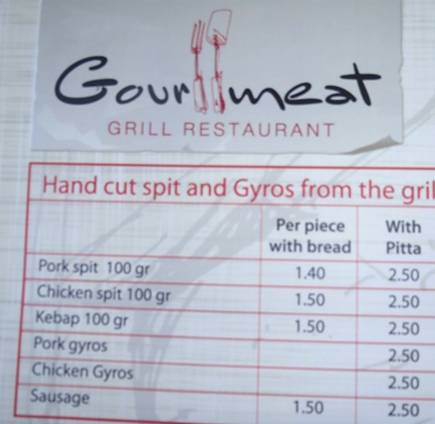 Gourmeat
GRILL RESTAURANT
Hand cut spit and Gyros from the gril
Per piece
with bread
With
Pitta
Pork spit 100 gr 1.40 2.50
Chicken spit 100 gr 1.50 2.50
Kebap 100 gr 1.50 2.50
Pork gyros 2.50
Chicken Gyros 2.50
Sausage 1.50 2.50